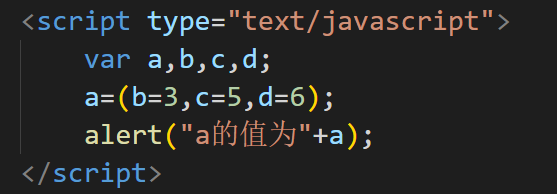 <script type="text/javascript">
var a,b,c,d;
a=(b=3,c=5,d=6);
alert("a的值为"+a);
</script>